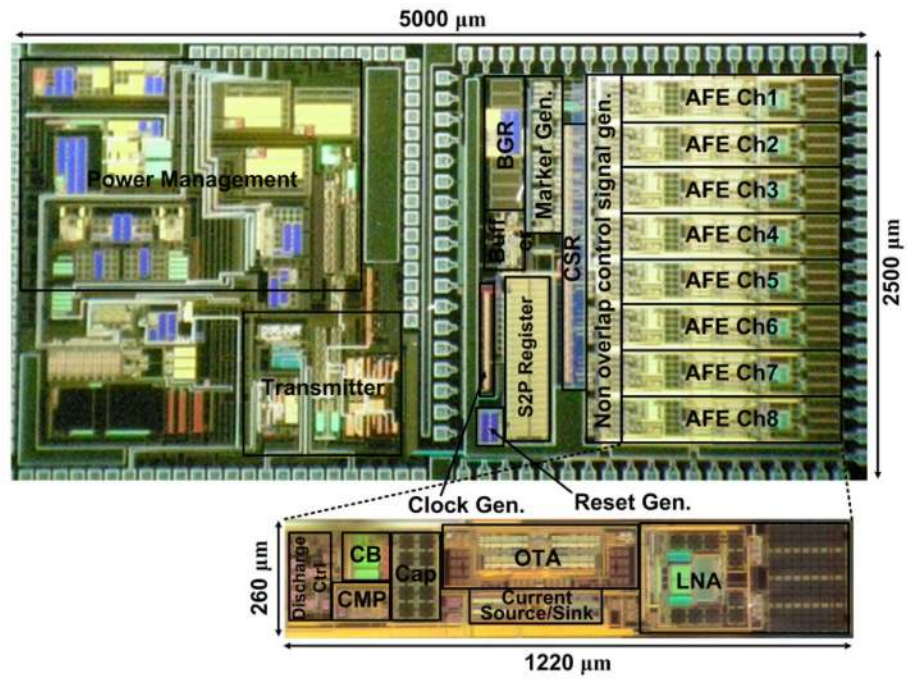 5000 μm
Power Management
Transmitter
BGR
Marker Gen.
Buff
er
CSR
S2P Register
Non overlap control signal gen.
AFE Ch1
AFE Ch2
AFE Ch3
AFE Ch4
AFE Ch5
AFE Ch6
AFE Ch7
AFE Ch8
2500 μm
Clock Gen.
Reset Gen.
260 μm
Discharge
Ctrl
CB
CMP
Cap
OTA
Current
Source/Sink
LNA
1220 μm